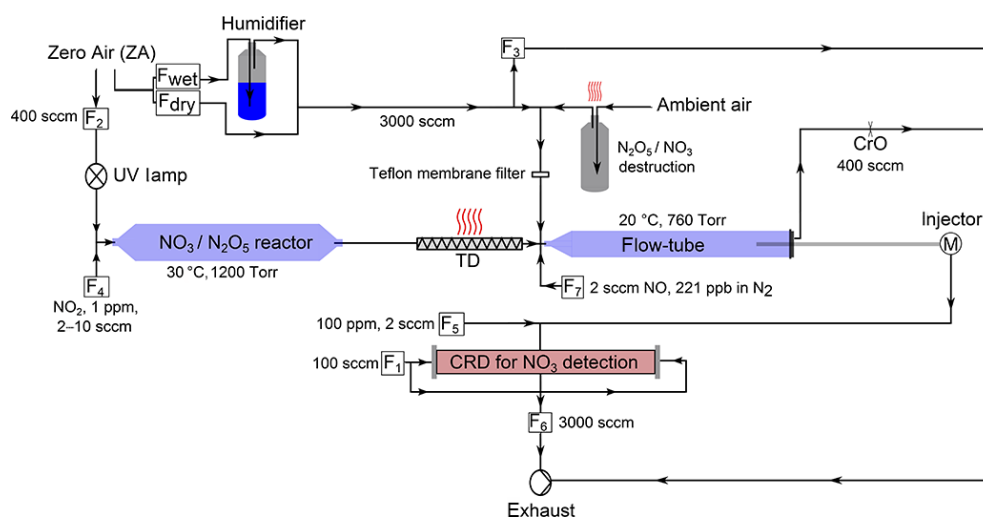 Humidifier
Zero Air (ZA)
F3
Fwet
Fdry
Ambient air
400 sccm
F2
3000 sccm
N2O5 / NO3
destruction
CrO
400 sccm
UV lamp
Teflon membrane filter
20 °C, 760 Torr
Injector
NO3 / N2O5 reactor
Flow-tube
M
30 °C, 1200 Torr
TD
F4
NO2, 1 ppm,
2–10 sccm
F7
2 sccm NO, 221 ppb in N2
100 ppm, 2 sccm
F5
100 sccm
F1
CRD for NO3 detection
F6
3000 sccm
Exhaust